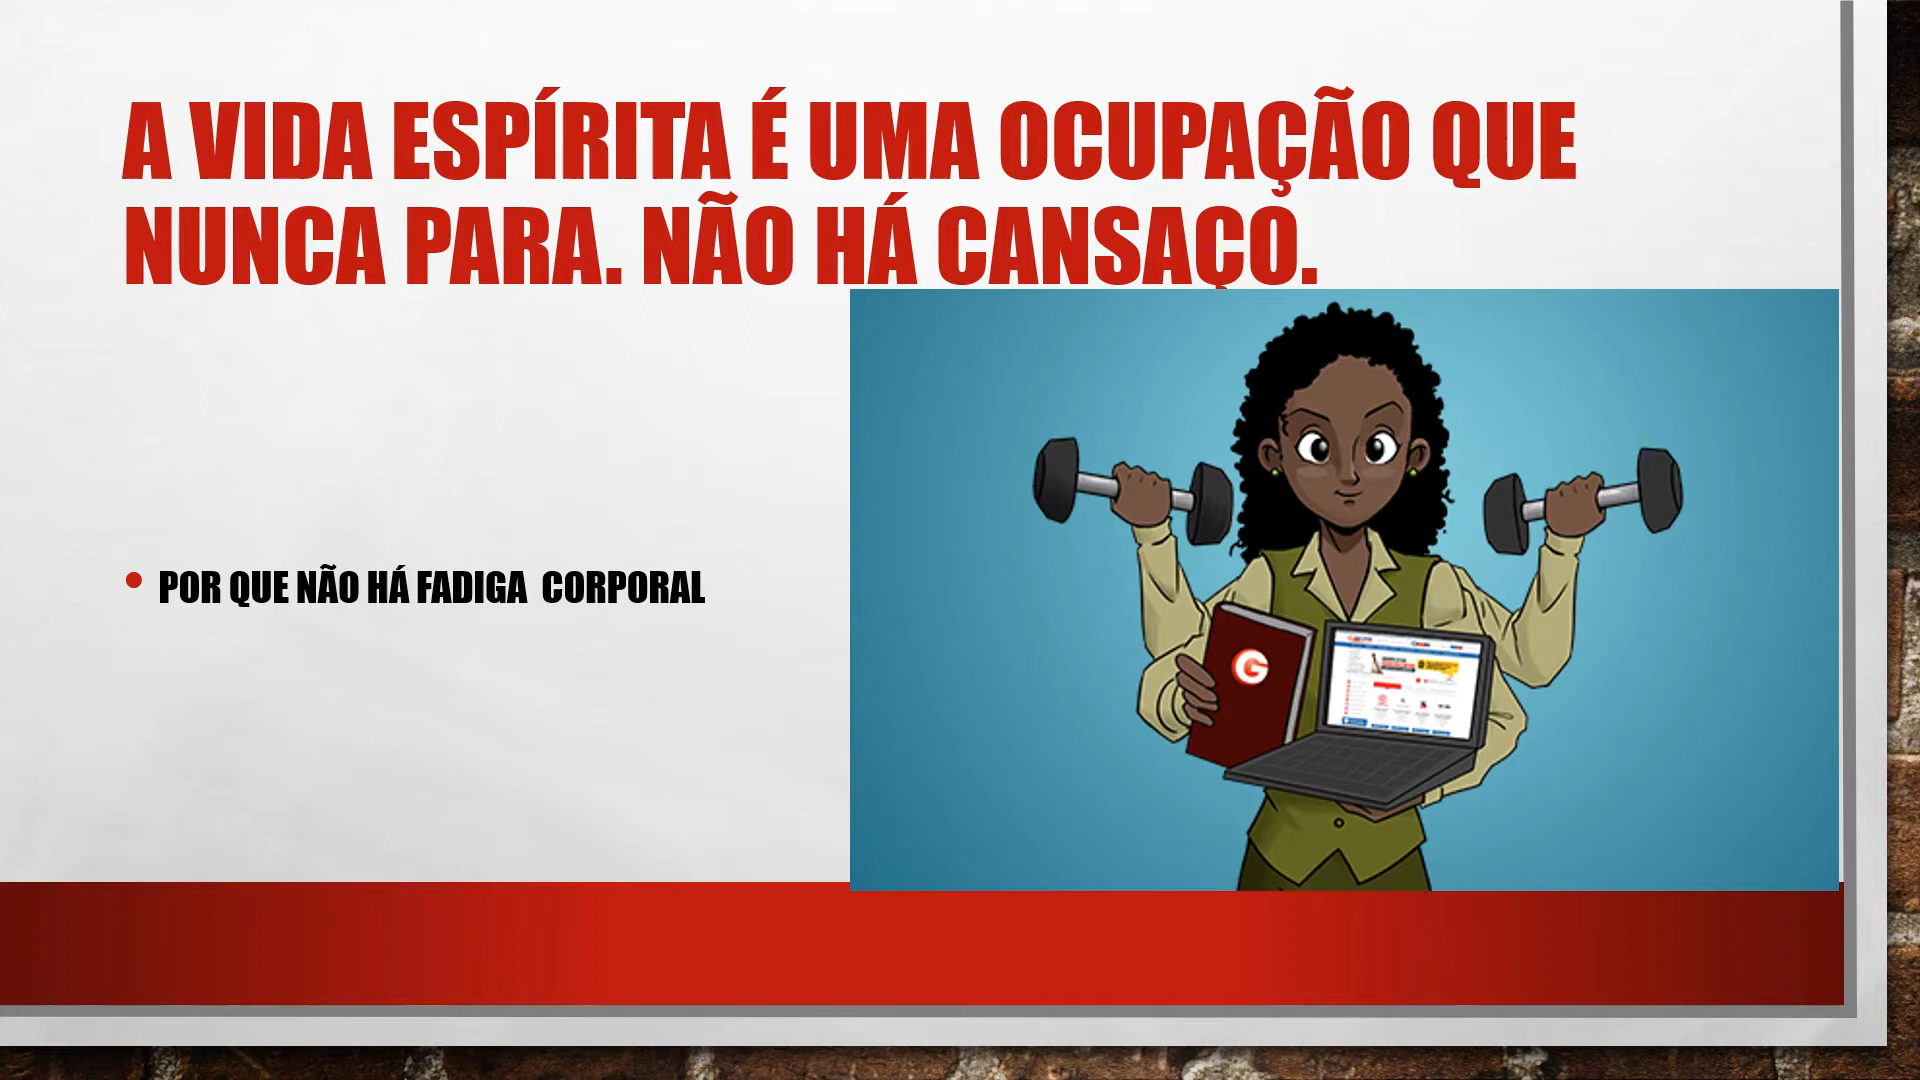 A VIDA ESPÍRITA É UMA OCUPAÇÃO QUE
NUNCA PARA. NÃO HÁ CANSAÇO.
• POR QUE NÃO HÁ FADIGA  CORPORAL
G